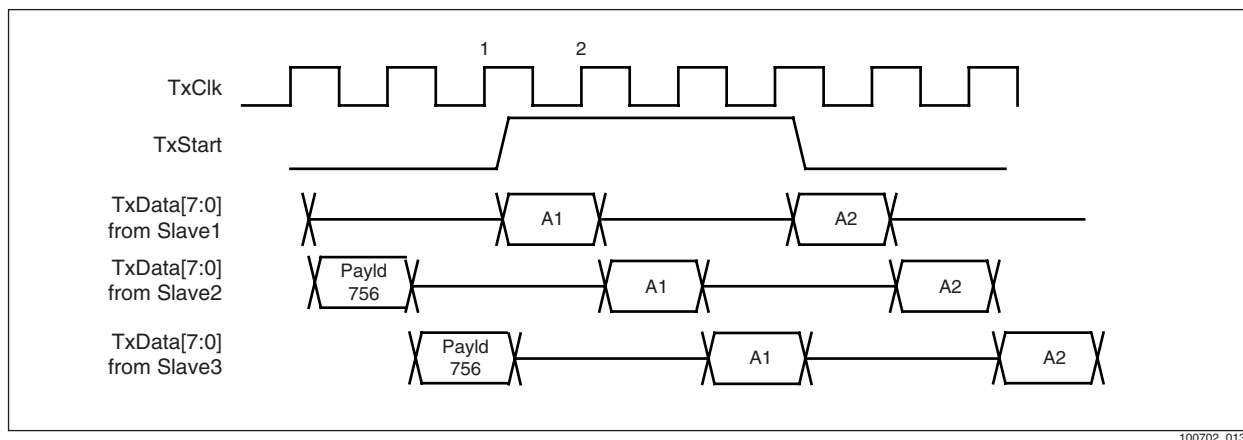 1 2
TxClk
TxStart
TxData[7:0]
from Slave1
A1 A2
TxData[7:0]
from Slave2
Payld
756
A1 A2
TxData[7:0]
from Slave3
Payld
756
A1 A2
100702_013